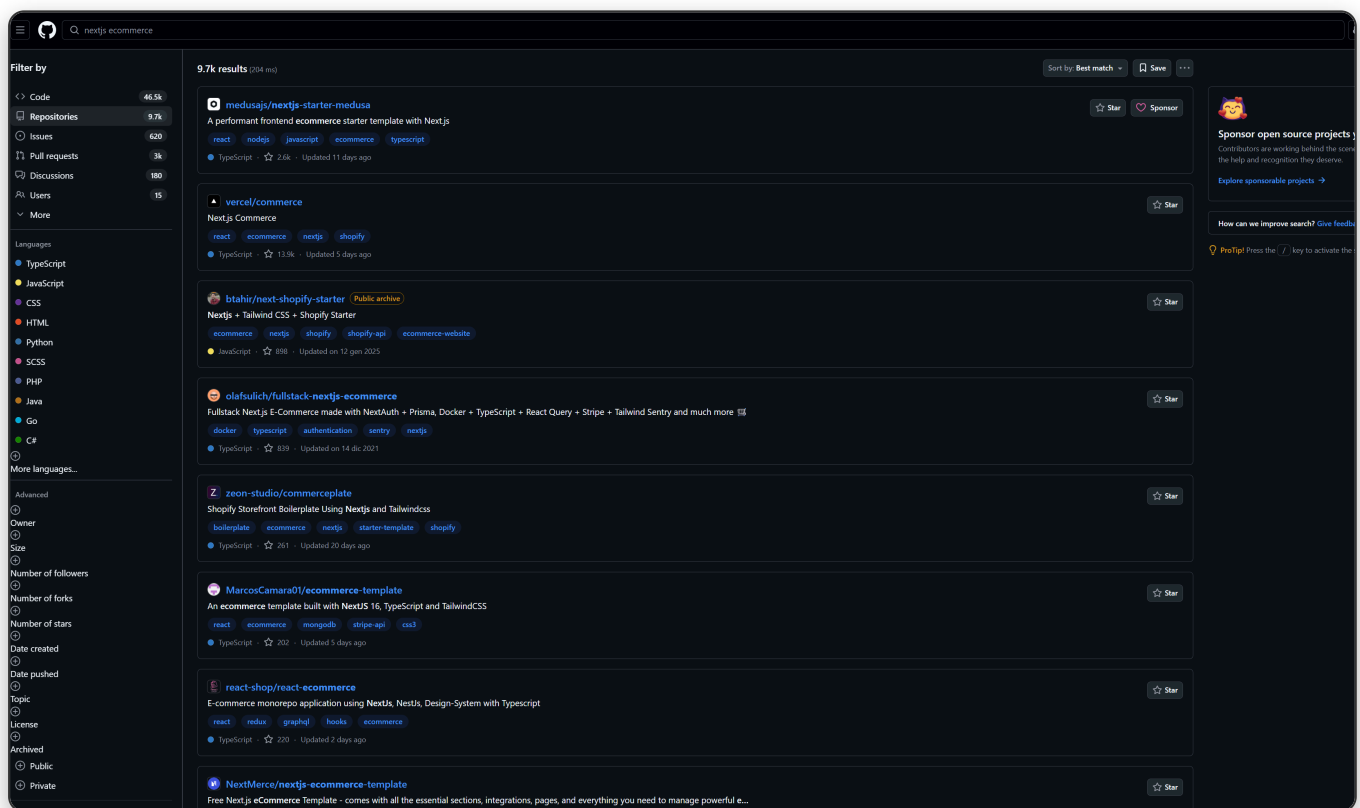 nextjs ecommerce
Filter by
Code 46.5k
Repositories 9.7k
Issues 620
Pull requests 3k
Discussions 180
Users 15
More
Languages
TypeScript
JavaScript
CSS
HTML
Python
SCSS
PHP
Java
Go
C#
More languages...
Advanced
Owner
Size
Number of followers
Number of forks
Number of stars
Date created
Date pushed
Topic
License
Archived
Public
Private
9.7k results (204 ms)
Sort by: Best match Save
medusajs/nextjs-starter-medusa Star Sponsor
A performant frontend ecommerce starter template with Next.js
react nodejs javascript ecommerce typescript
TypeScript · 2.6k · Updated 11 days ago
vercel/commerce Star
Next.js Commerce
react ecommerce nextjs shopify
TypeScript · 13.9k · Updated 5 days ago
btahir/next-shopify-starter Public archive Star
Nextjs + Tailwind CSS + Shopify Starter
ecommerce nextjs shopify shopify-api ecommerce-website
JavaScript · 898 · Updated on 12 gen 2025
olafsulich/fullstack-nextjs-ecommerce Star
Fullstack Next.js E-Commerce made with NextAuth + Prisma, Docker + TypeScript + React Query + Stripe + Tailwind Sentry and much more
docker typescript authentication sentry nextjs
TypeScript · 839 · Updated on 14 dic 2021
Z zeon-studio/commerceplate Star
Shopify Storefront Boilerplate Using Nextjs and Tailwindcss
boilerplate ecommerce nextjs starter-template shopify
TypeScript · 261 · Updated 20 days ago
MarcosCamara01/ecommerce-template Star
An ecommerce template built with NextJS 16, TypeScript and TailwindCSS
react ecommerce mongodb stripe-api css3
TypeScript · 202 · Updated 5 days ago
react-shop/react-ecommerce Star
E-commerce monorepo application using NextJs, NestJs, Design-System with Typescript
react redux graphql hooks ecommerce
TypeScript · 220 · Updated 2 days ago
NextMerce/nextjs-ecommerce-template Star
Free Next.js eCommerce Template - comes with all the essential sections, integrations, pages, and everything you need to manage powerful e...
Sponsor open source projects y
Contributors are working behind the scene
the help and recognition they deserve.
Explore sponsorable projects →
How can we improve search? Give feedba
ProTip! Press the / key to activate the